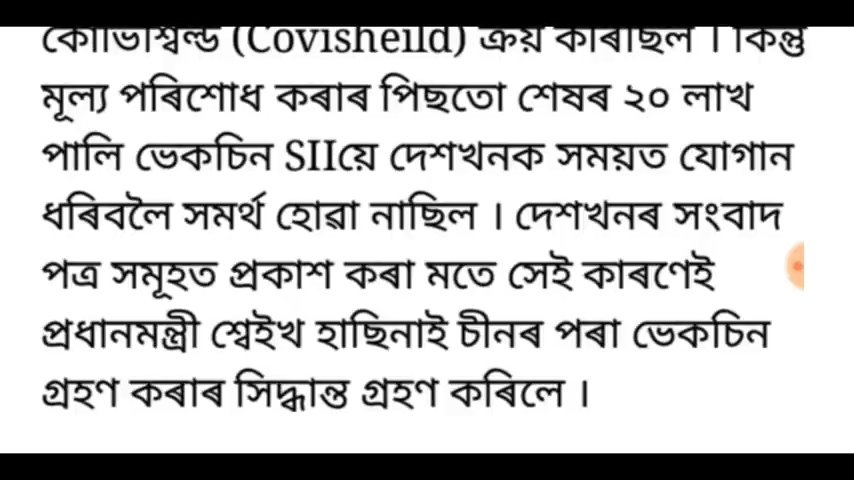 কোভিশ্বিল্ড (Covisheild) ক্ৰয় কৰিছিল । কিন্তু
মূল্য পৰিশোধ কৰাৰ পিছতো শেষৰ ২০ লাখ
পালি ভেকচিন SIIয়ে দেশখনক সময়ত যোগান
ধৰিবলৈ সমৰ্থ হোৱা নাছিল । দেশখনৰ সংবাদ
পত্ৰ সমূহত প্ৰকাশ কৰা মতে সেই কাৰণেই
প্ৰধানমন্ত্ৰী শ্বেইখ হাছিনাই চীনৰ পৰা ভেকচিন
গ্ৰহণ কৰাৰ সিদ্ধান্ত গ্ৰহণ কৰিলে ।